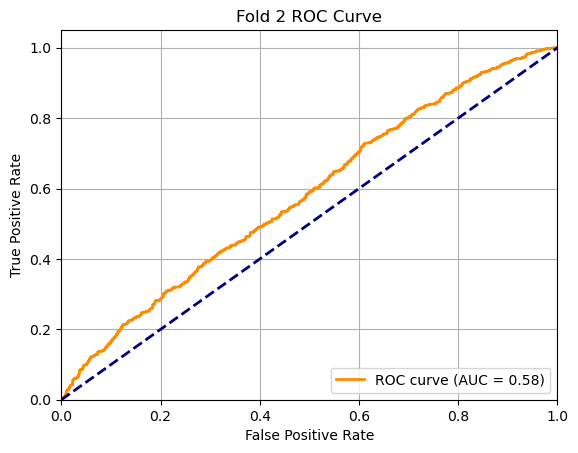 Fold 2 ROC Curve
True Positive Rate
1.0
0.8
0.6
0.4
0.2
0.0
ROC curve (AUC = 0.58)
0.0 0.2 0.4 0.6 0.8 1.0
False Positive Rate